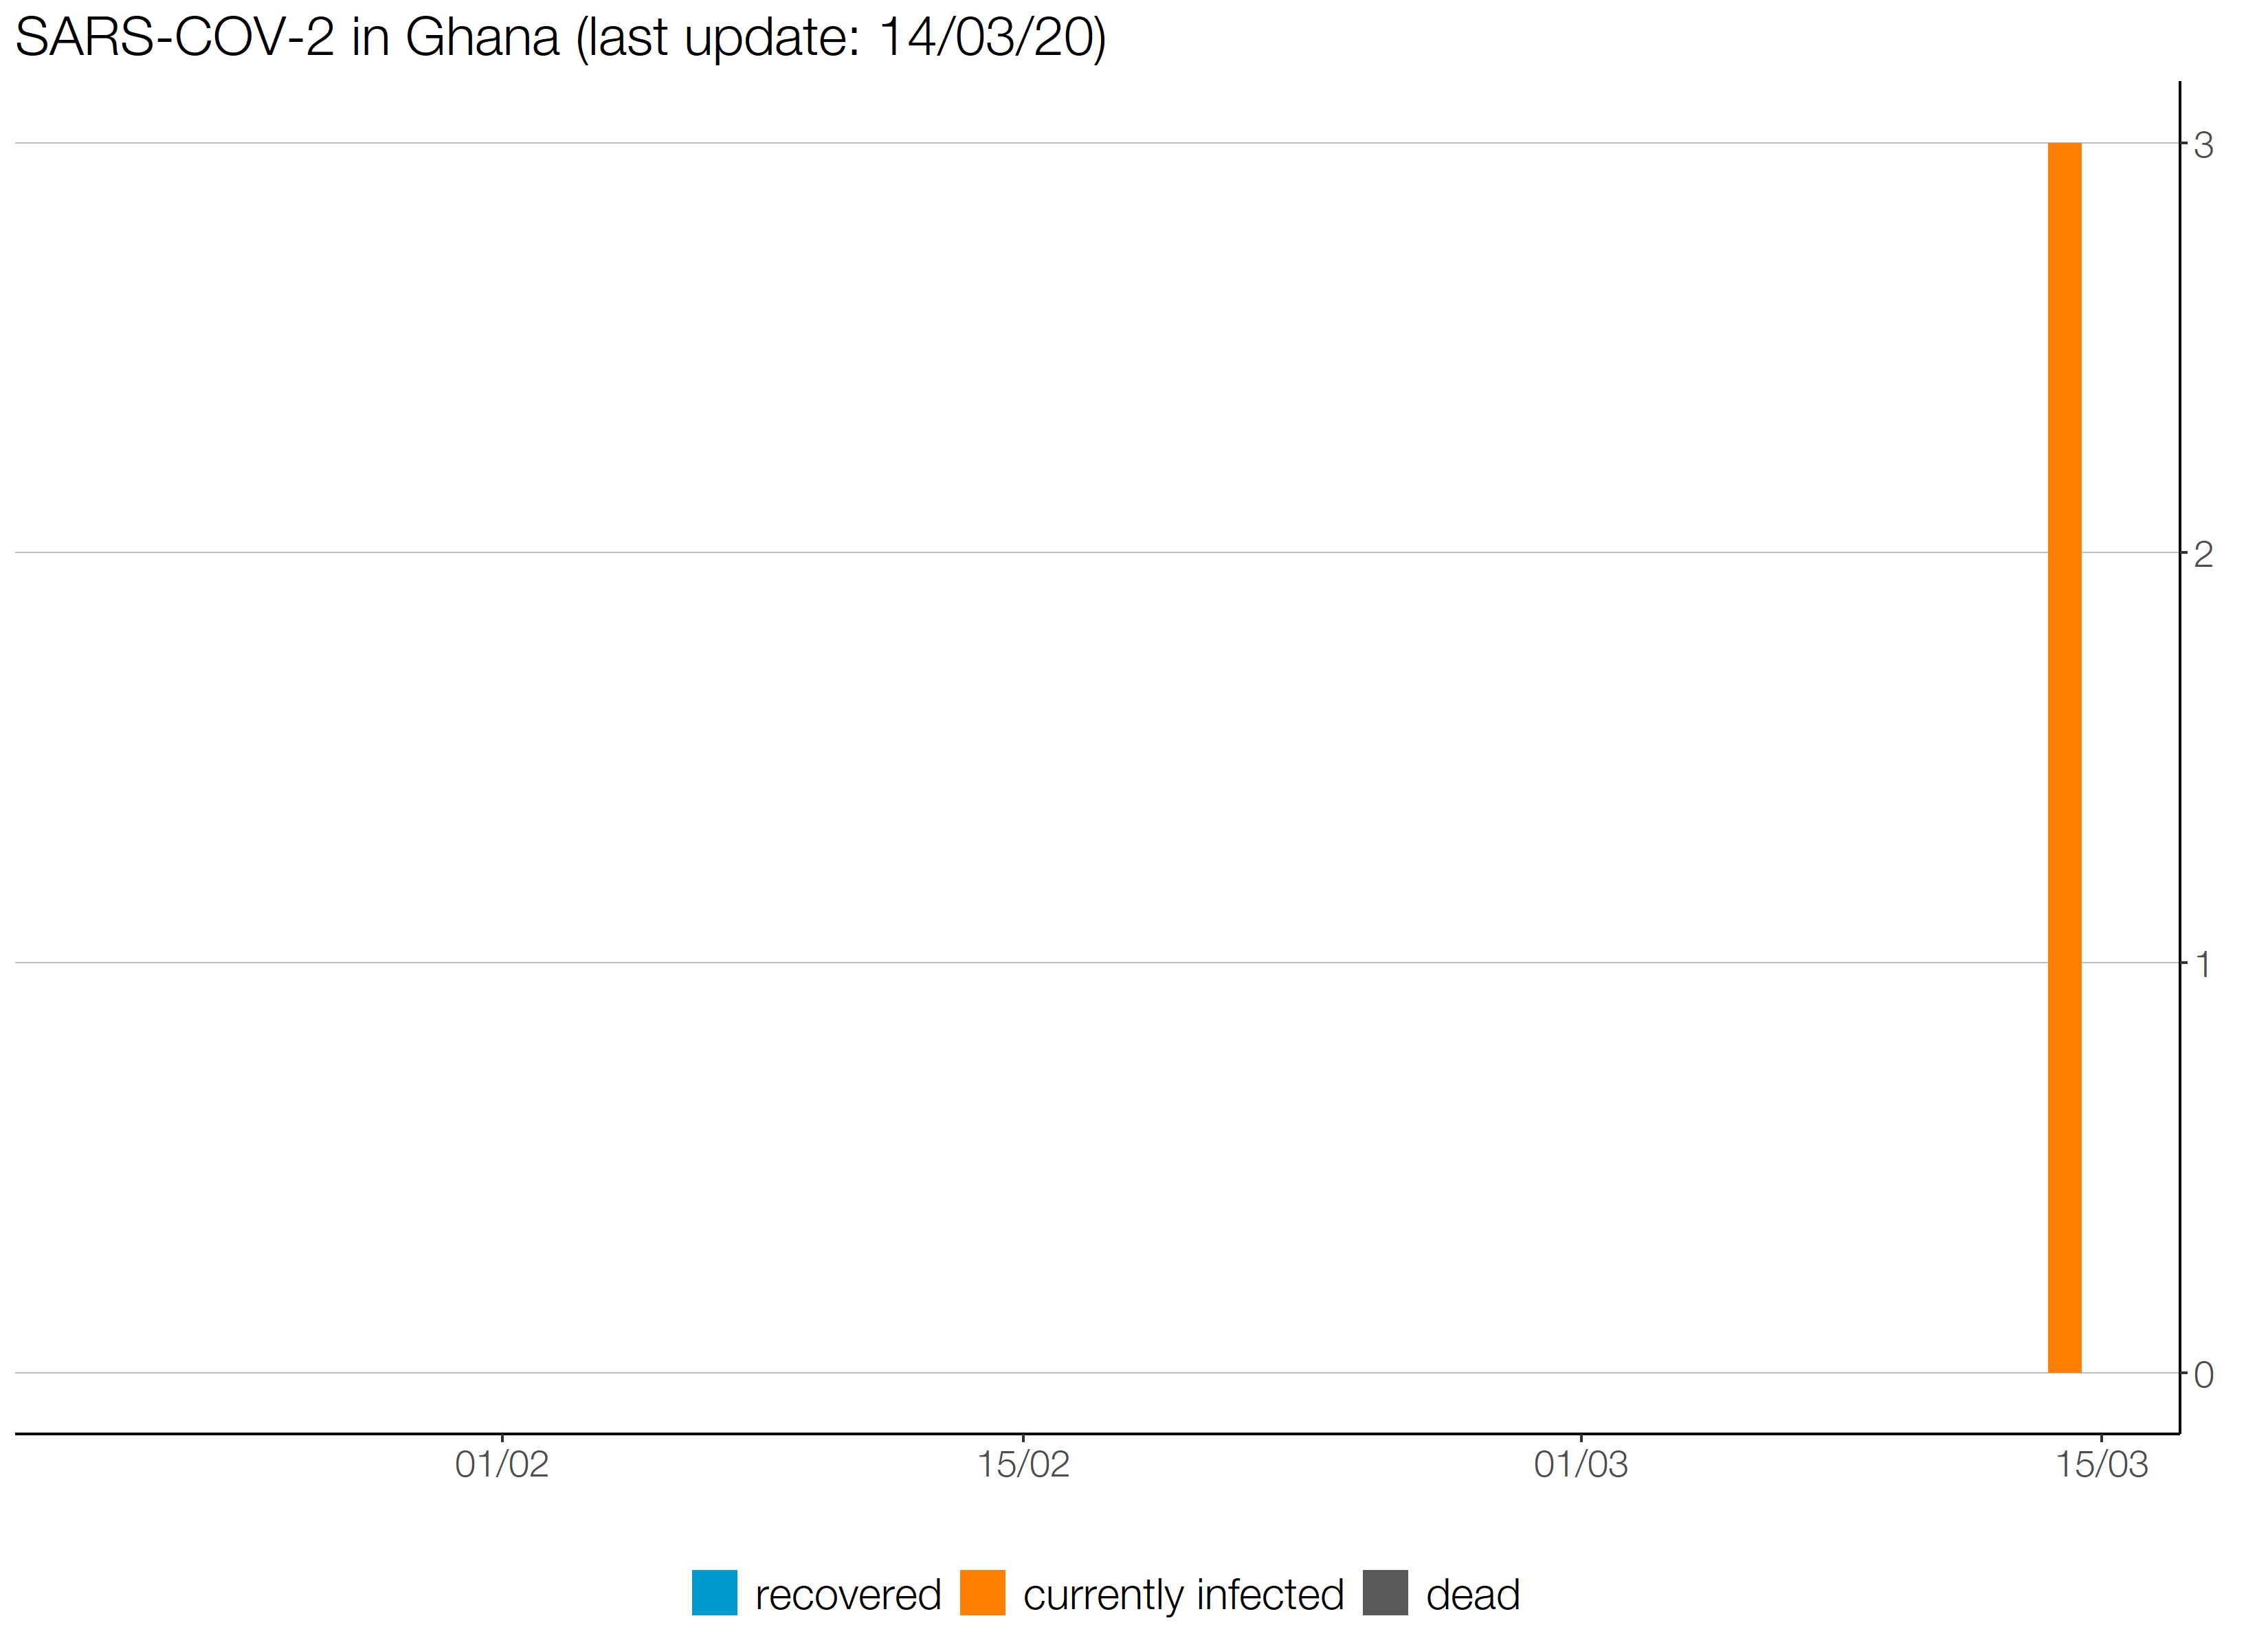 SARS-COV-2 in Ghana (last update: 14/03/20)
3
2
1
0
01/02 15/02 01/03 15/03
recovered currently infected dead